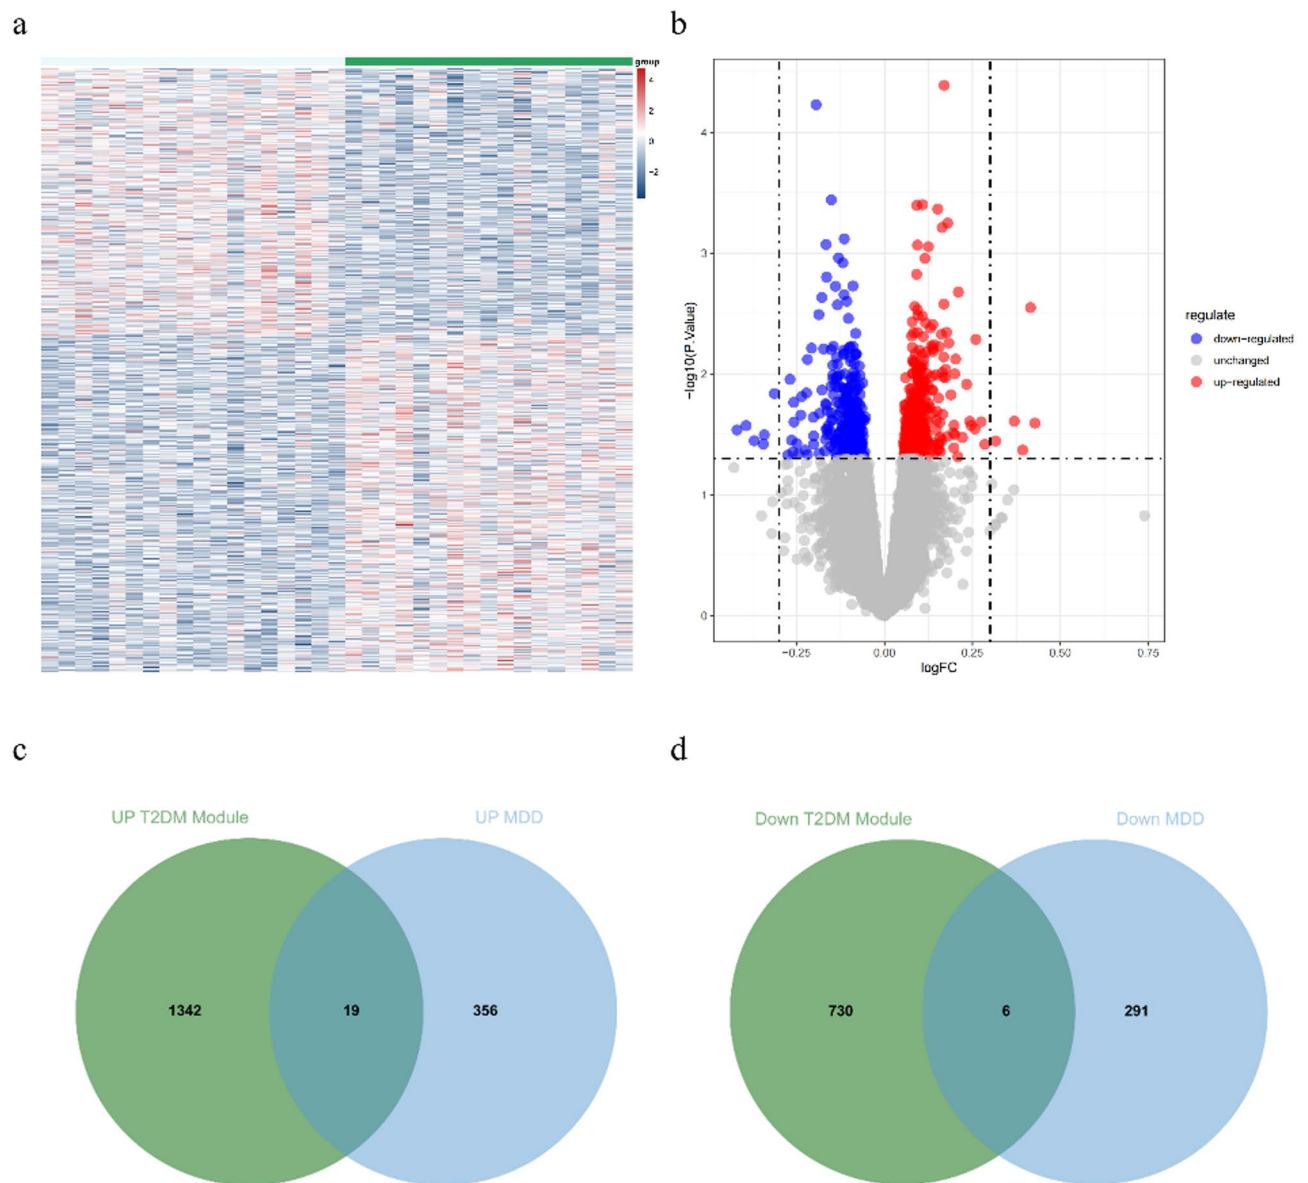 a
group
4
2
0
−2
b
4
3
2
1
0
−log10(P.Value)
−0.25
0.00
0.25
0.50
0.75
logFC
regulate
down−regulated
unchanged
up−regulated
c
UP T2DM Module
UP MDD
1342
19
356
d
Down T2DM Module
Down MDD
730
6
291